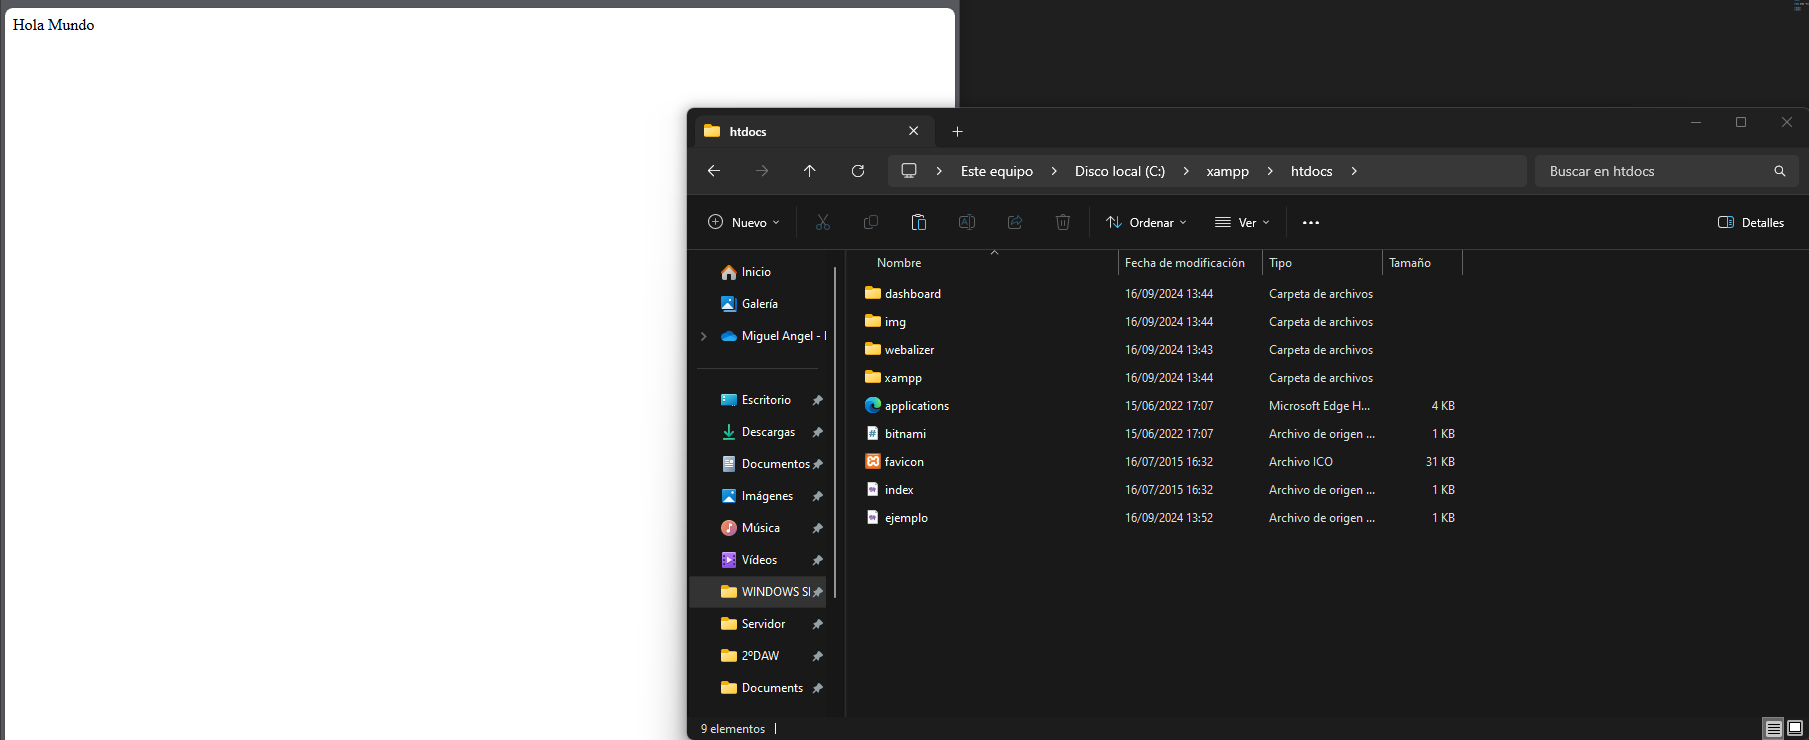 Hola Mundo
htdocs
Este equipo > Disco local (C:) > xampp > htdocs >
Buscar en htdocs
Nuevo
Ordenar
Ver
Detalles
Inicio
Galería
Miguel Angel -
Escritorio
Descargas
Documentos
Imágenes
Música
Vídeos
WINDOWS
Servidor
2ºDAW
Documents
Nombre Fecha de modificación Tipo Tamaño
dashboard 16/09/2024 13:44 Carpeta de archivos
img 16/09/2024 13:44 Carpeta de archivos
webalizer 16/09/2024 13:43 Carpeta de archivos
xampp 16/09/2024 13:44 Carpeta de archivos
applications 15/06/2022 17:07 Microsoft Edge H... 4 KB
bitnami 15/06/2022 17:07 Archivo de origen ... 1 KB
favicon 16/07/2015 16:32 Archivo ICO 31 KB
index 16/07/2015 16:32 Archivo de origen ... 1 KB
ejemplo 16/09/2024 13:52 Archivo de origen ... 1 KB
9 elementos